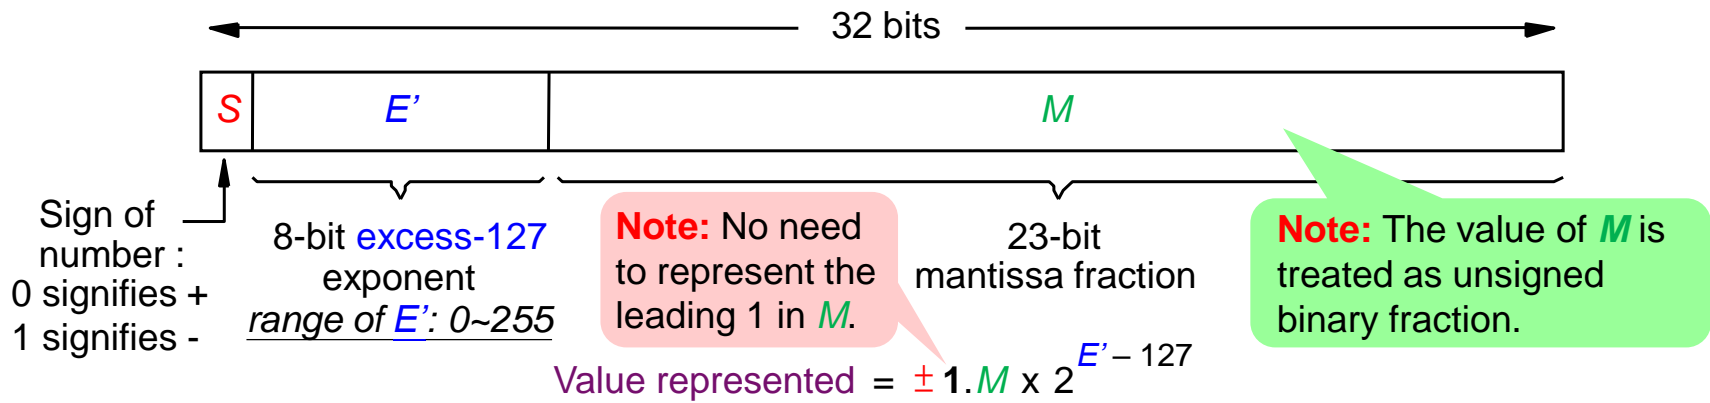 32 bits
S E’ M
Sign of
number :
0 signifies +
1 signifies -
8-bit excess-127
exponent
range of E’: 0~255
Note: No need
to represent the
leading 1 in M.
23-bit
mantissa fraction
Note: The value of M is
treated as unsigned
binary fraction.
Value represented = ± 1.M x 2^E’ – 127